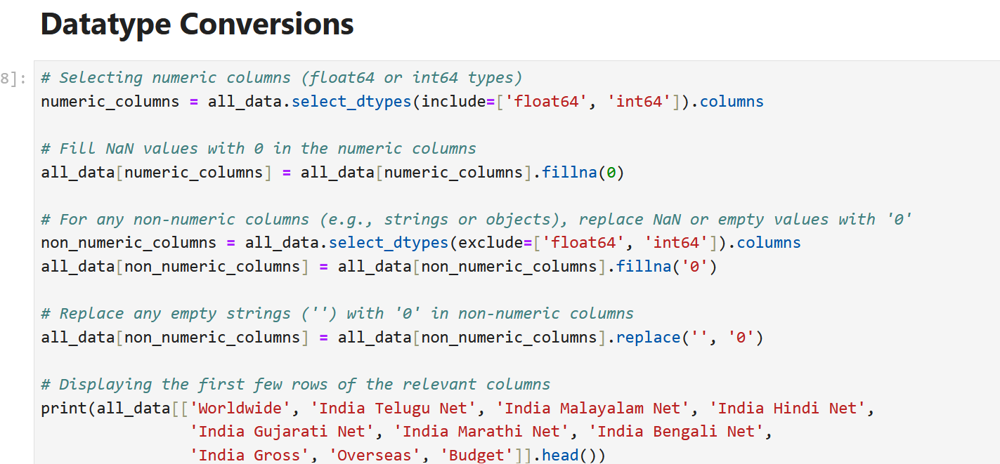 Datatype Conversions
8]:
# Selecting numeric columns (float64 or int64 types)
numeric_columns = all_data.select_dtypes(include=['float64', 'int64']).columns
# Fill NaN values with 0 in the numeric columns
all_data[numeric_columns] = all_data[numeric_columns].fillna(0)
# For any non-numeric columns (e.g., strings or objects), replace NaN or empty values with '0'
non_numeric_columns = all_data.select_dtypes(exclude=['float64', 'int64']).columns
all_data[non_numeric_columns] = all_data[non_numeric_columns].fillna('0')
# Replace any empty strings ('') with '0' in non-numeric columns
all_data[non_numeric_columns] = all_data[non_numeric_columns].replace('', '0')
# Displaying the first few rows of the relevant columns
print(all_data[['Worldwide', 'India Telugu Net', 'India Malayalam Net', 'India Hindi Net',
'India Gujarati Net', 'India Marathi Net', 'India Bengali Net',
'India Gross', 'Overseas', 'Budget']].head())